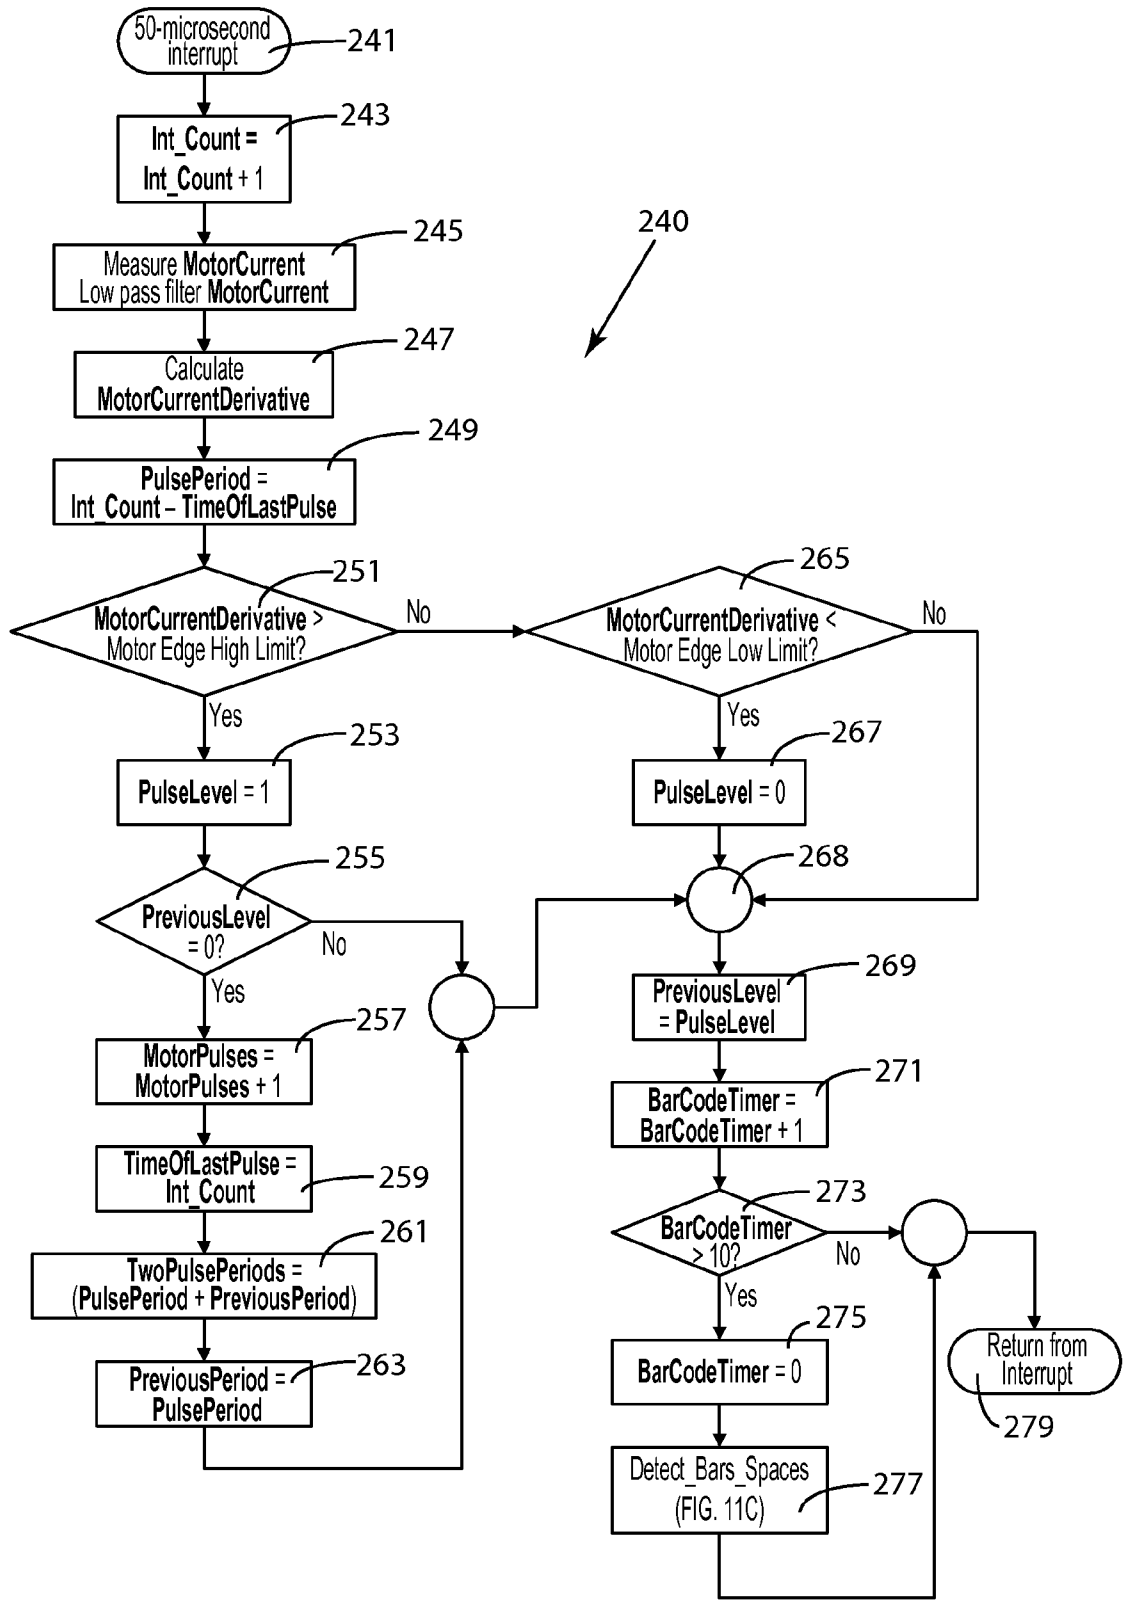 50-microsecond
interrupt
241
243
Int_Count =
Int_Count + 1
245
Measure MotorCurrent
Low pass filter MotorCurrent
240
247
Calculate
MotorCurrentDerivative
249
PulsePeriod =
Int_Count – TimeOfLastPulse
251
MotorCurrentDerivative >
Motor Edge High Limit?
No
Yes
265
MotorCurrentDerivative <
Motor Edge Low Limit?
No
Yes
253
PulseLevel = 1
267
PulseLevel = 0
255
PreviousLevel
= 0?
No
Yes
268
257
MotorPulses =
MotorPulses + 1
269
PreviousLevel
= PulseLevel
271
BarCodeTimer =
BarCodeTimer + 1
TimeOfLastPulse =
Int_Count
259
273
BarCodeTimer
> 10?
No
Yes
261
TwoPulsePeriods =
(PulsePeriod + PreviousPeriod)
275
BarCodeTimer = 0
PreviousPeriod =
PulsePeriod
263
Return from
Interrupt
279
Detect_Bars_Spaces
(FIG. 11C)
277